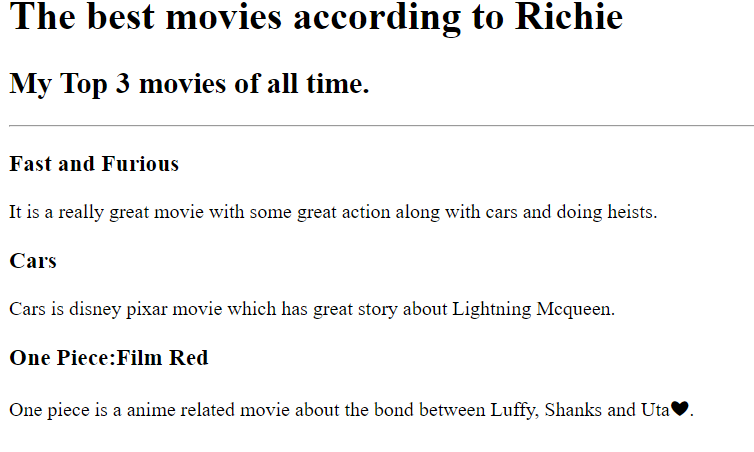 The best movies according to Richie
My Top 3 movies of all time.
Fast and Furious
It is a really great movie with some great action along with cars and doing heists.
Cars
Cars is disney pixar movie which has great story about Lightning Mcqueen.
One Piece:Film Red
One piece is a anime related movie about the bond between Luffy, Shanks and Uta♥.